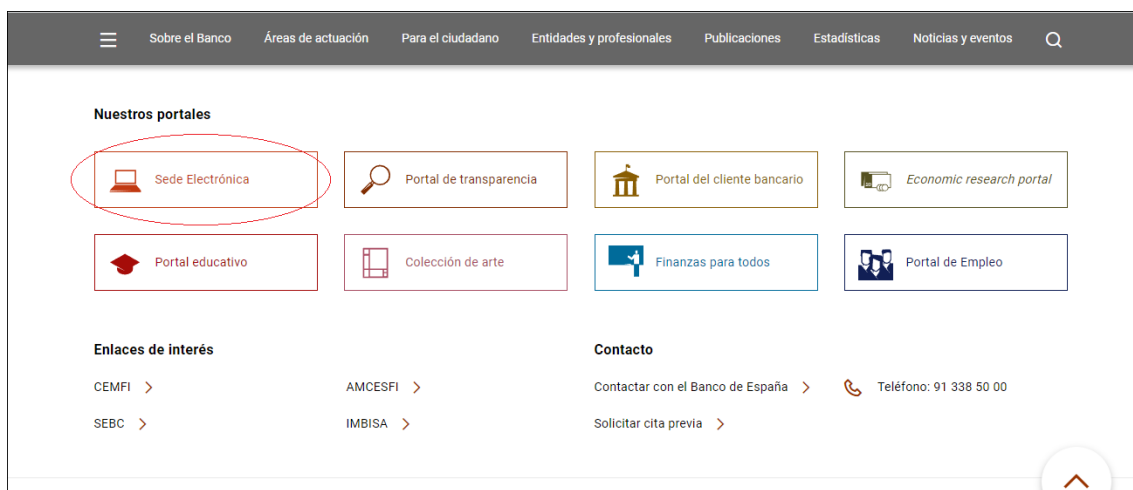 Sobre el Banco Áreas de actuación Para el ciudadano Entidades y profesionales Publicaciones Estadísticas Noticias y eventos
Nuestros portales
Sede Electrónica Portal de transparencia Portal del cliente bancario Economic research portal
Portal educativo Colección de arte Finanzas para todos Portal de Empleo
Enlaces de interés Contacto
CEMFI AMCESFI Contactar con el Banco de España Teléfono: 91 338 50 00
SEBC IMBISA Solicitar cita previa